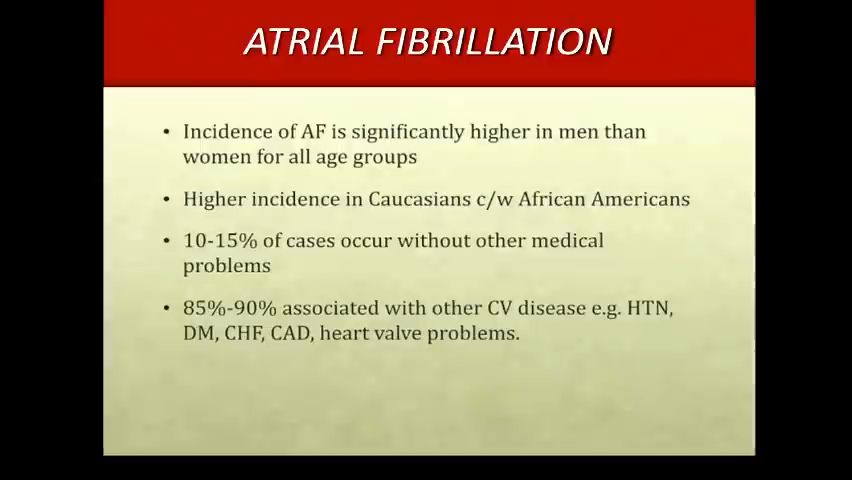 ATRIAL FIBRILLATION
• Incidence of AF is significantly higher in men than
women for all age groups
• Higher incidence in Caucasians c/w African Americans
• 10-15% of cases occur without other medical
problems
• 85%-90% associated with other CV disease e.g. HTN,
DM, CHF, CAD, heart valve problems.